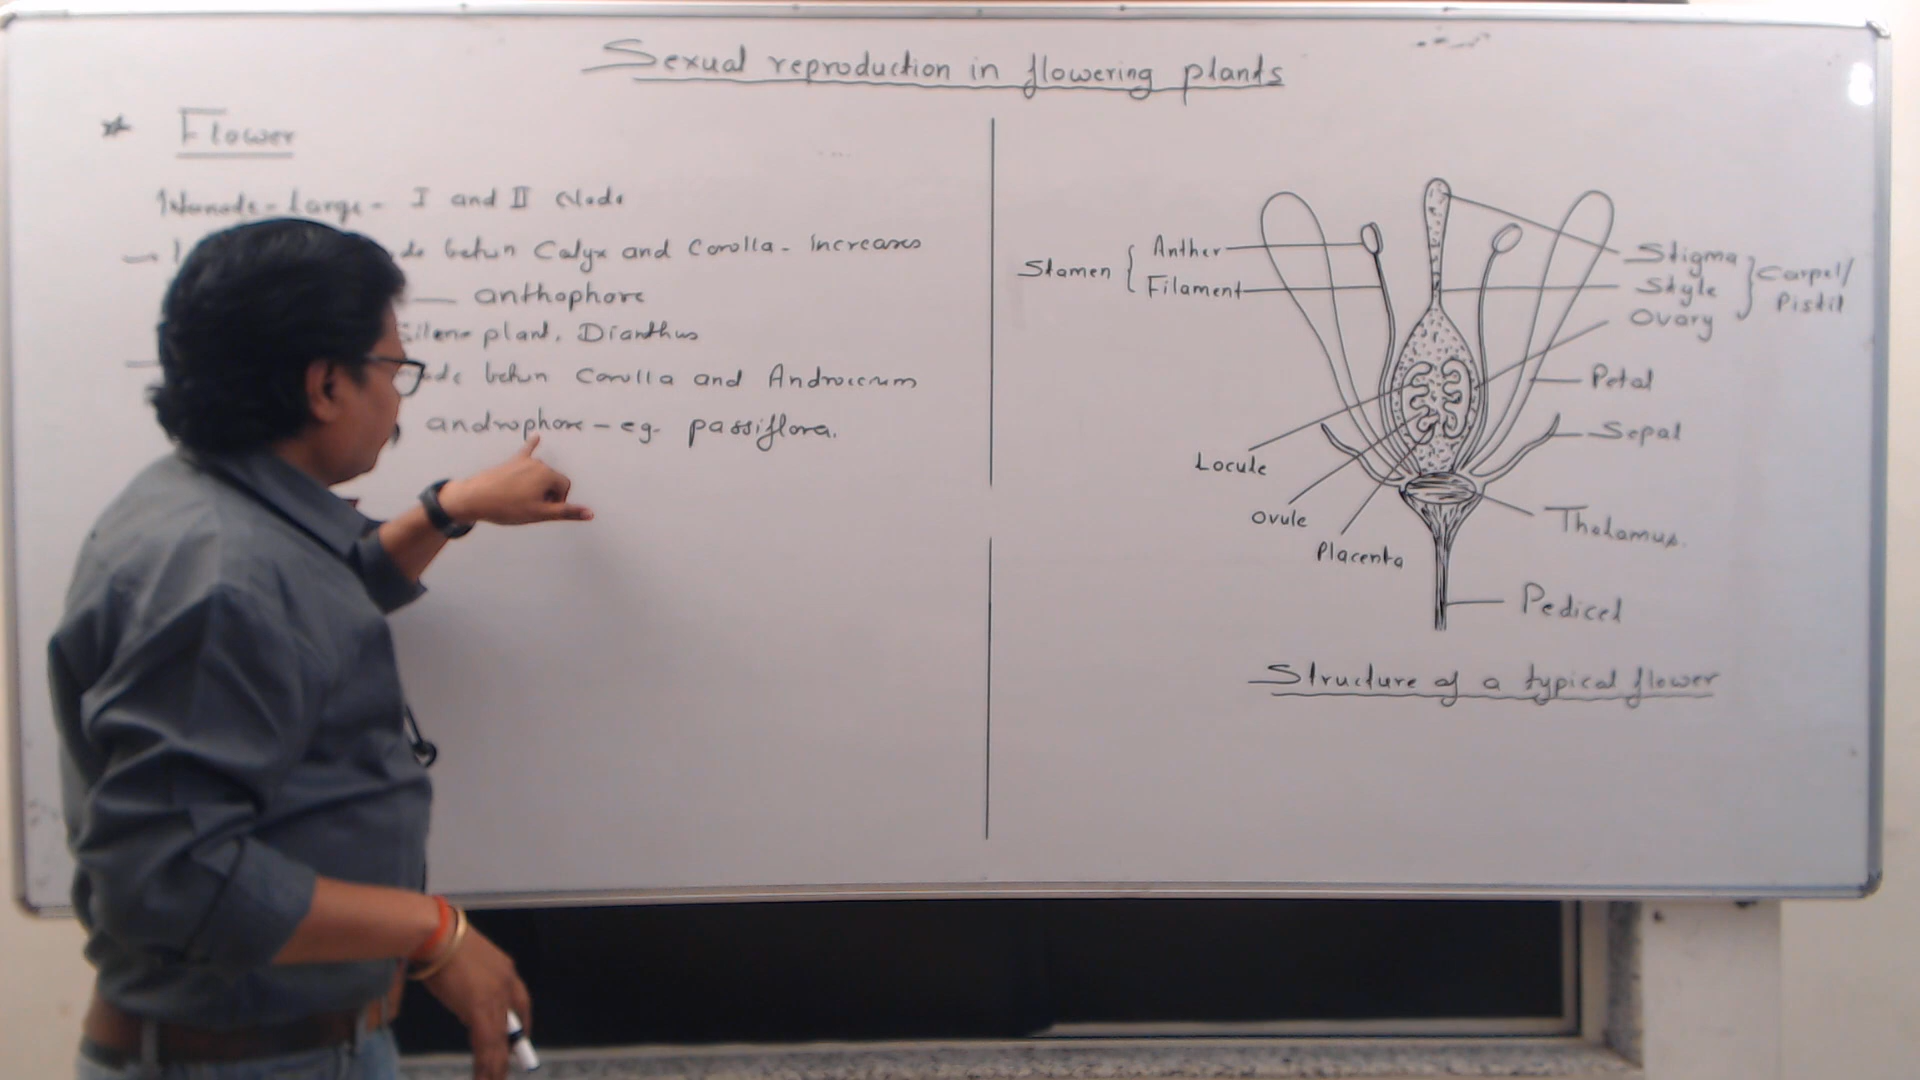 Sexual reproduction in flowering plants
* Flower
Internode - Large - I and II Node
betwn Calyx and Corolla - Increases
— anthophore
Silene plant, Dianthus
betwn Corolla and Androecium
androphore - eg. passiflora.
Stamen { Anther
Filament
Stigma
Style
Ovary
} Carpel/
Pistil
Petal
Sepal
Locule
Ovule
Placenta
Thalamus.
Pedicel
Structure of a typical flower